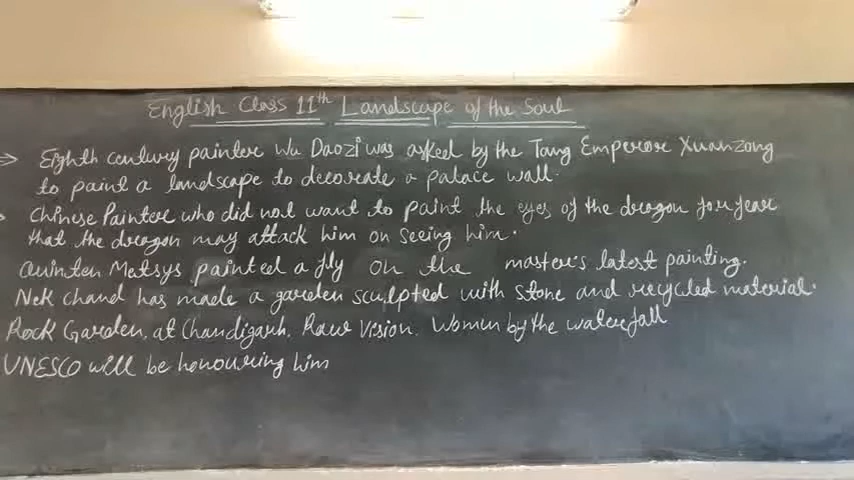 English Class 11th Landscape of the Soul
⇒ Eighth century painter Wu Daozi was asked by the Tang Emperor Xuanzong
to paint a landscape to decorate a palace wall.
Chinese Painter who did not want to paint the eyes of the dragon for fear
that the dragon may attack him on seeing him.
Quinten Metsys painted a fly on the master's latest painting.
Nek chand has made a garden sculpted with stone and recycled material.
Rock Garden, at Chandigarh. Raw Vision. Women by the waterfall
UNESCO will be honouring him